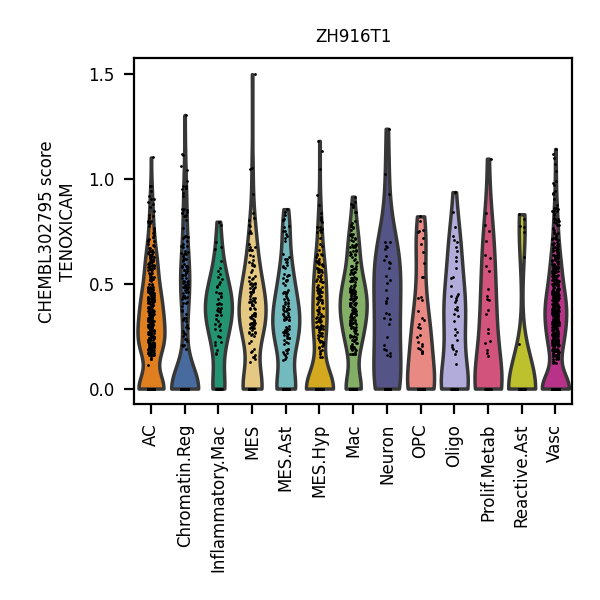 ZH916T1
CHEMBL302795 score
TENOXICAM
1.5
1.0
0.5
0.0
AC
Chromatin.Reg
Inflammatory.Mac
MES
MES.Ast
MES.Hyp
Mac
Neuron
OPC
Oligo
Prolif.Metab
Reactive.Ast
Vasc